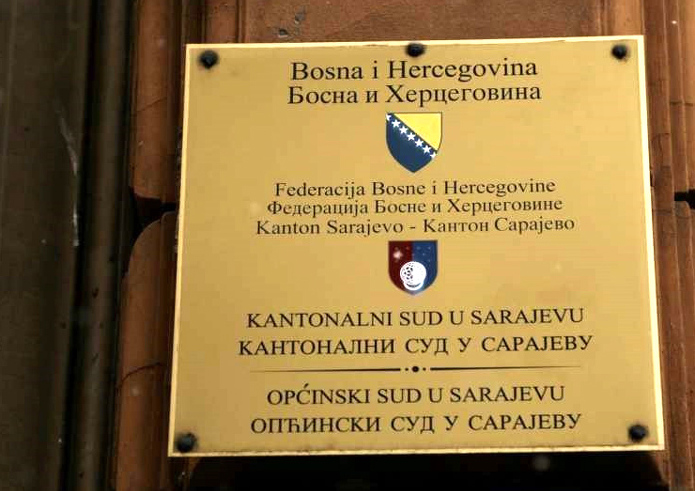 Bosna i Hercegovina
Босна и Херцеговина
Federacija Bosne i Hercegovine
Федерација Босне и Херцеговине
Kanton Sarajevo - Кантон Сарајево
KANTONALNI SUD U SARAJEVU
КАНТОНАЛНИ СУД У САРАЈЕВУ
OPĆINSKI SUD U SARAJEVU
ОПЋИНСКИ СУД У САРАЈЕВУ